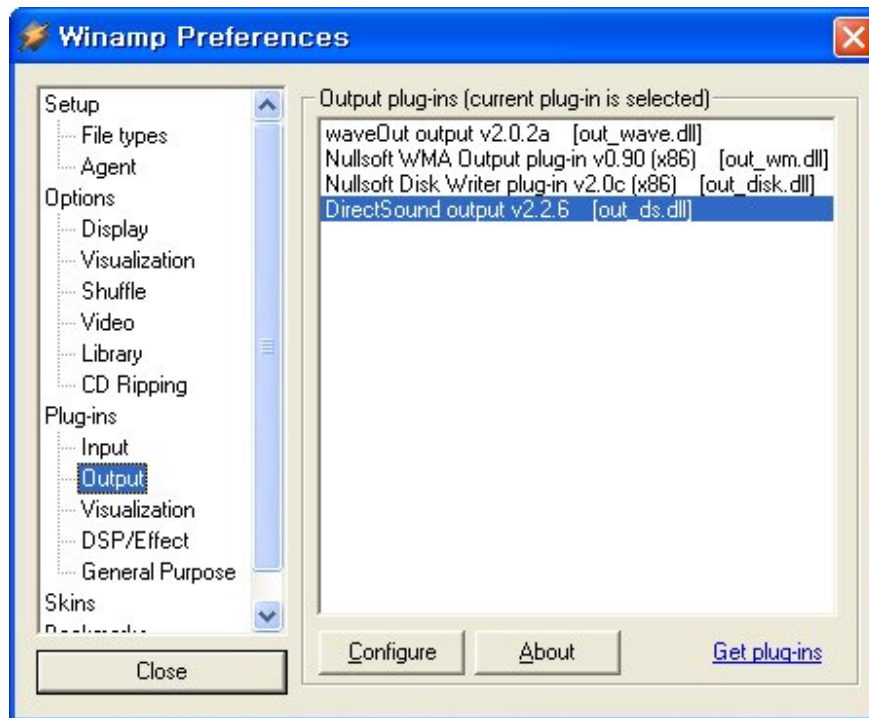 Winamp Preferences
Setup
File types
Agent
Options
Display
Visualization
Shuffle
Video
Library
CD Ripping
Plug-ins
Input
Output
Visualization
DSP/Effect
General Purpose
Skins
Close
Output plug-ins (current plug-in is selected)
waveOut output v2.0.2a [out_wave.dll]
Nullsoft WMA Output plug-in v0.90 (x86) [out_wm.dll]
Nullsoft Disk Writer plug-in v2.0c (x86) [out_disk.dll]
DirectSound output v2.2.6 [out_ds.dll]
Configure
About
Get plug-ins